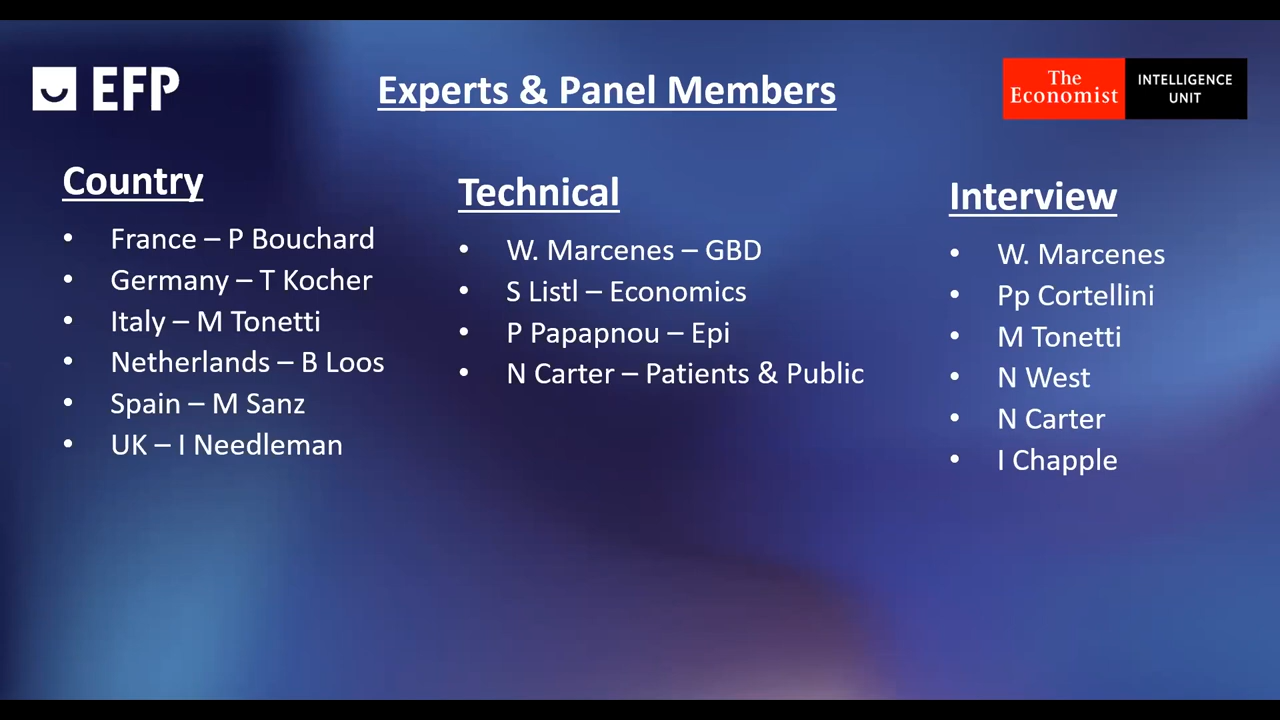 EFP
Experts & Panel Members
The
Economist
INTELLIGENCE
UNIT
Country
• France – P Bouchard
• Germany – T Kocher
• Italy – M Tonetti
• Netherlands – B Loos
• Spain – M Sanz
• UK – I Needleman
Technical
• W. Marcenes – GBD
• S Listl – Economics
• P Papapnou – Epi
• N Carter – Patients & Public
Interview
• W. Marcenes
• Pp Cortellini
• M Tonetti
• N West
• N Carter
• I Chapple